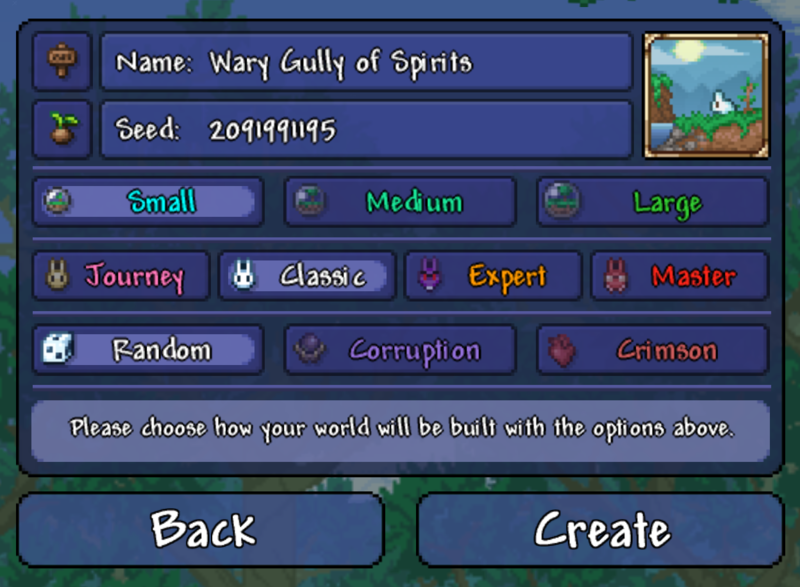 Name: Wary Gully of Spirits
Seed: 2091991195
Small Medium Large
Journey Classic Expert Master
Random Corruption Crimson
Please choose how your world will be built with the options above.
Back Create